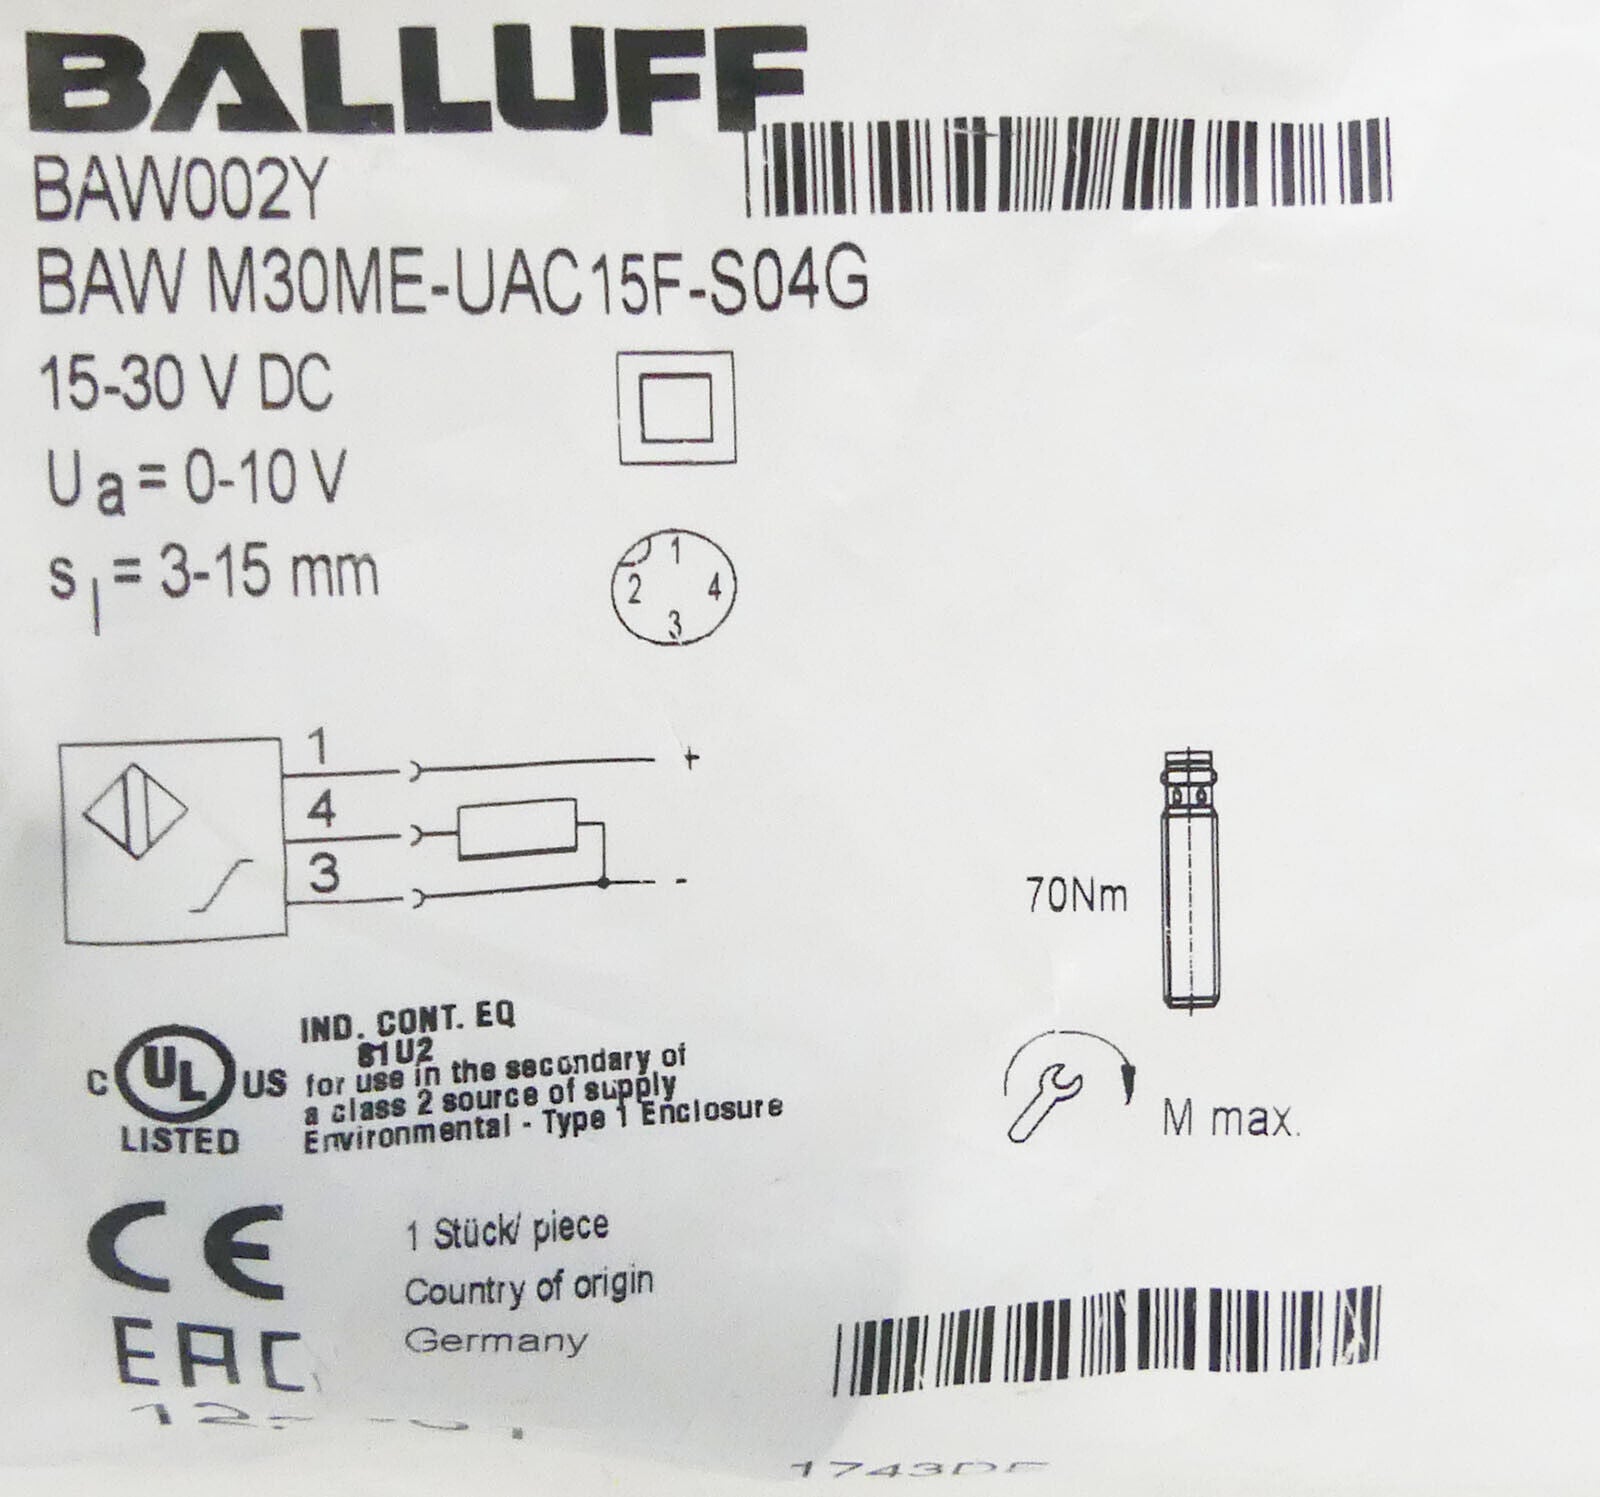 BALLUFF
BAW002Y
BAW M30ME-UAC15F-S04G
15-30 V DC
Ua = 0-10 V
sl = 3-15 mm
1
2 4
3
1 +
4
3 -
70Nm
M max.
C UL US
LISTED
IND. CONT. EQ
81U2
for use in the secondary of
a class 2 source of supply
Environmental - Type 1 Enclosure
CE
EAC
1 Stück/ piece
Country of origin
Germany
1743DE